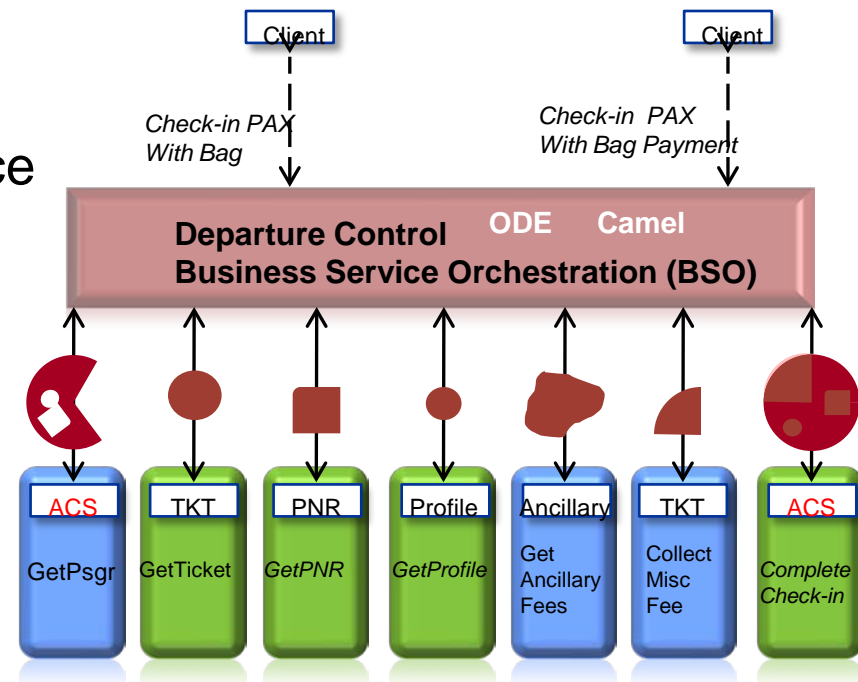 Client
Client
Check-in PAX
With Bag
Check-in PAX
With Bag Payment
ce
Departure Control
ODE Camel
Business Service Orchestration (BSO)
ACS
GetPsgr
TKT
GetTicket
PNR
GetPNR
Profile
GetProfile
Ancillary
Get
Ancillary
Fees
TKT
Collect
Misc
Fee
ACS
Complete
Check-in